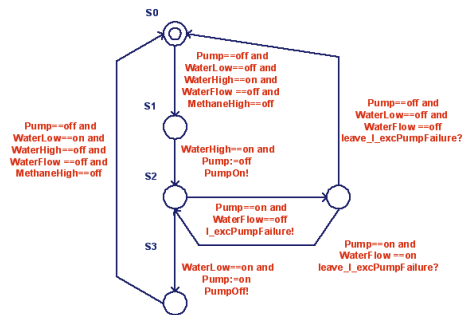 S0
Pump==off and
WaterLow==off and
WaterHigh==on and
WaterFlow ==off and
MethaneHigh==off
S1
Pump==off and
WaterLow==on and
WaterHigh==off and
WaterFlow ==off and
MethaneHigh==off
Pump==off and
WaterLow==off and
WaterFlow ==off
leave_I_excPumpFailure?
WaterHigh==on and
Pump:=off
PumpOn!
S2
Pump==on and
WaterFlow==off
I_excPumpFailure!
S3
Pump==on and
WaterFlow ==on
leave_I_excPumpFailure?
WaterLow==on and
Pump:=on
PumpOff!